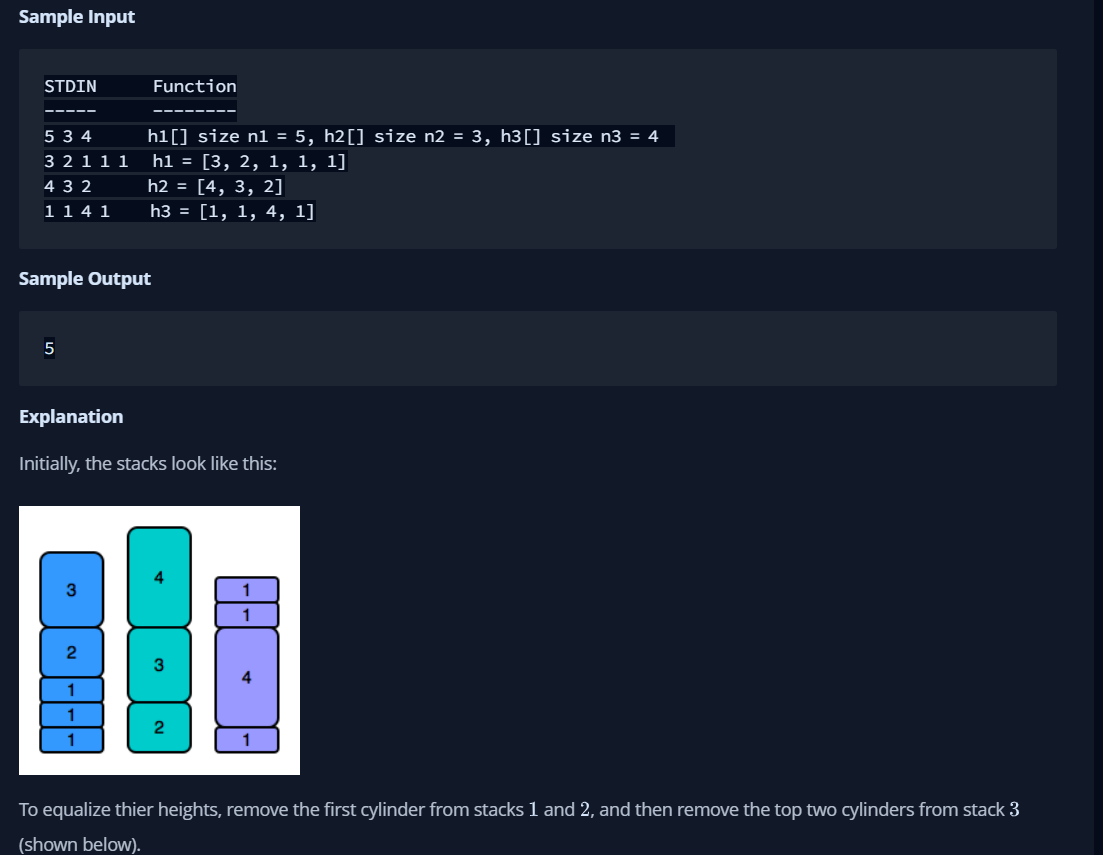 Sample Input
STDIN Function
----- --------
5 3 4 h1[] size n1 = 5, h2[] size n2 = 3, h3[] size n3 = 4
3 2 1 1 1 h1 = [3, 2, 1, 1, 1]
4 3 2 h2 = [4, 3, 2]
1 1 4 1 h3 = [1, 1, 4, 1]
Sample Output
5
Explanation
Initially, the stacks look like this:
3
2
1
1
1
4
3
2
1
1
4
1
To equalize thier heights, remove the first cylinder from stacks 1 and 2, and then remove the top two cylinders from stack 3
(shown below).